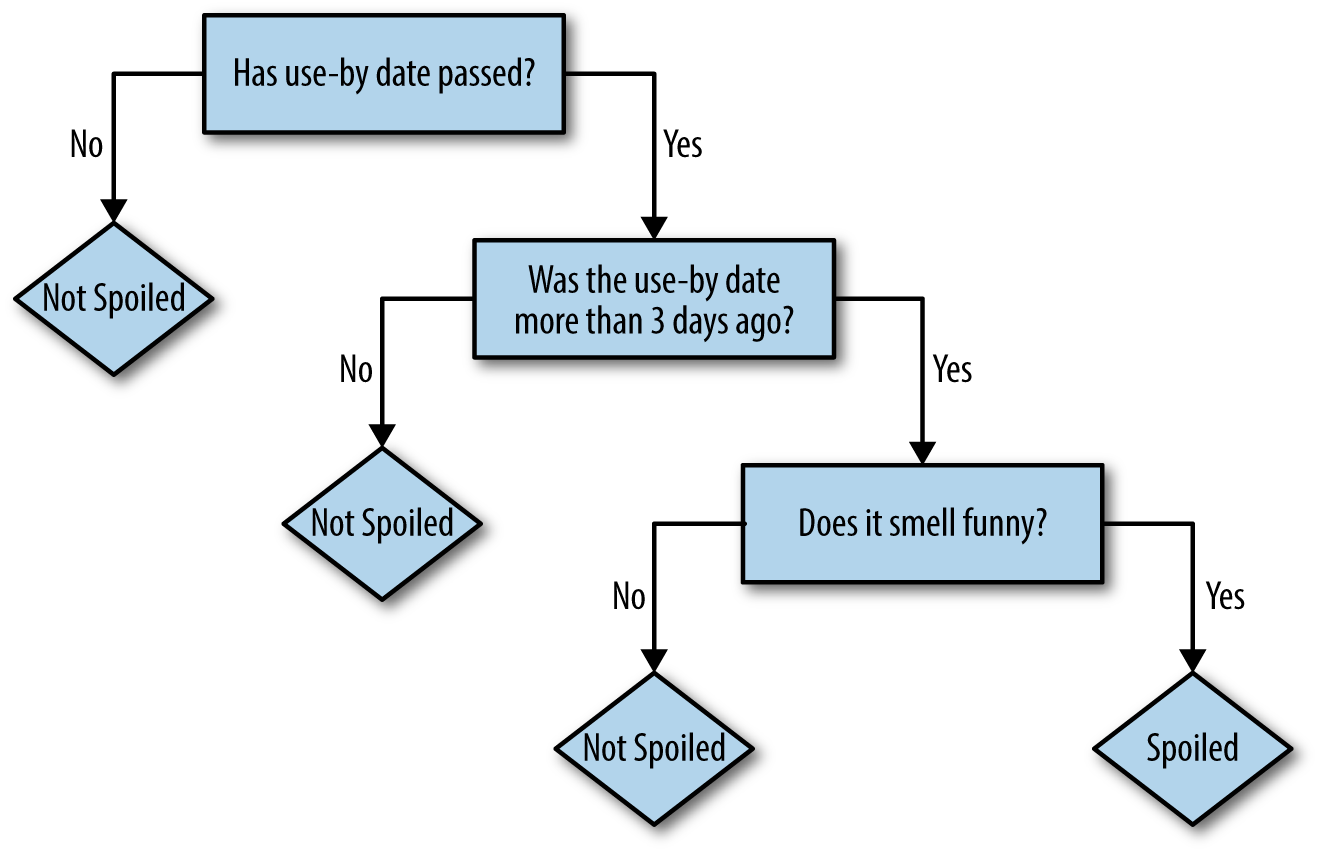 Has use-by date passed?
No
Yes
Not Spoiled
Was the use-by date
more than 3 days ago?
No
Yes
Not Spoiled
Does it smell funny?
No
Yes
Not Spoiled
Spoiled